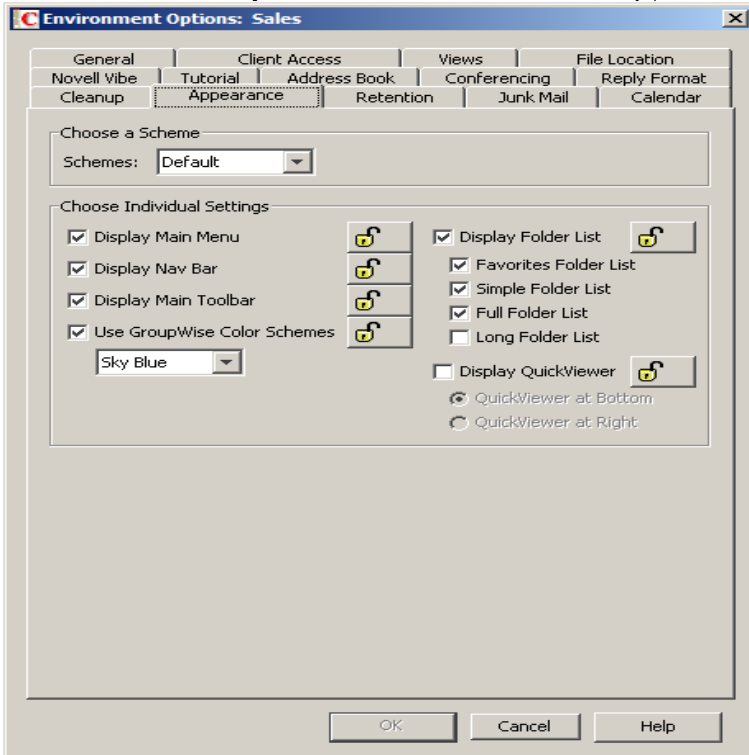 Environment Options: Sales
General Client Access Views File Location
Novell Vibe Tutorial Address Book Conferencing Reply Format
Cleanup Appearance Retention Junk Mail Calendar
Choose a Scheme
Schemes: Default
Choose Individual Settings
Display Main Menu
Display Nav Bar
Display Main Toolbar
Use GroupWise Color Schemes
Sky Blue
Display Folder List
Favorites Folder List
Simple Folder List
Full Folder List
Long Folder List
Display QuickViewer
QuickViewer at Bottom
QuickViewer at Right
OK Cancel Help